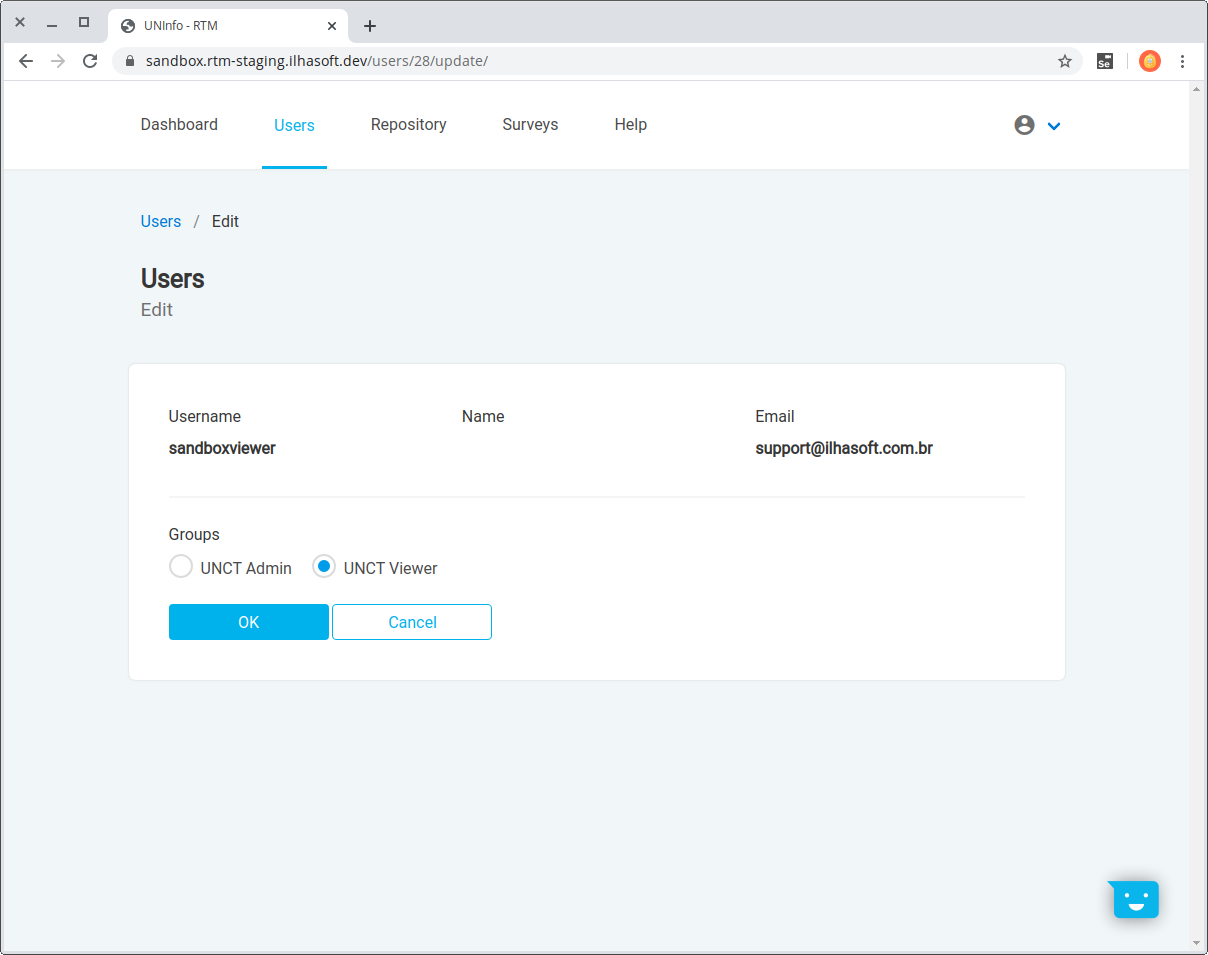 UNInfo - RTM
sandbox.rtm-staging.ilhasoft.dev/users/28/update/
Se
Dashboard Users Repository Surveys Help
Users / Edit
Users
Edit
Username Name Email
sandboxviewer support@ilhasoft.com.br
Groups
UNCT Admin UNCT Viewer
OK Cancel